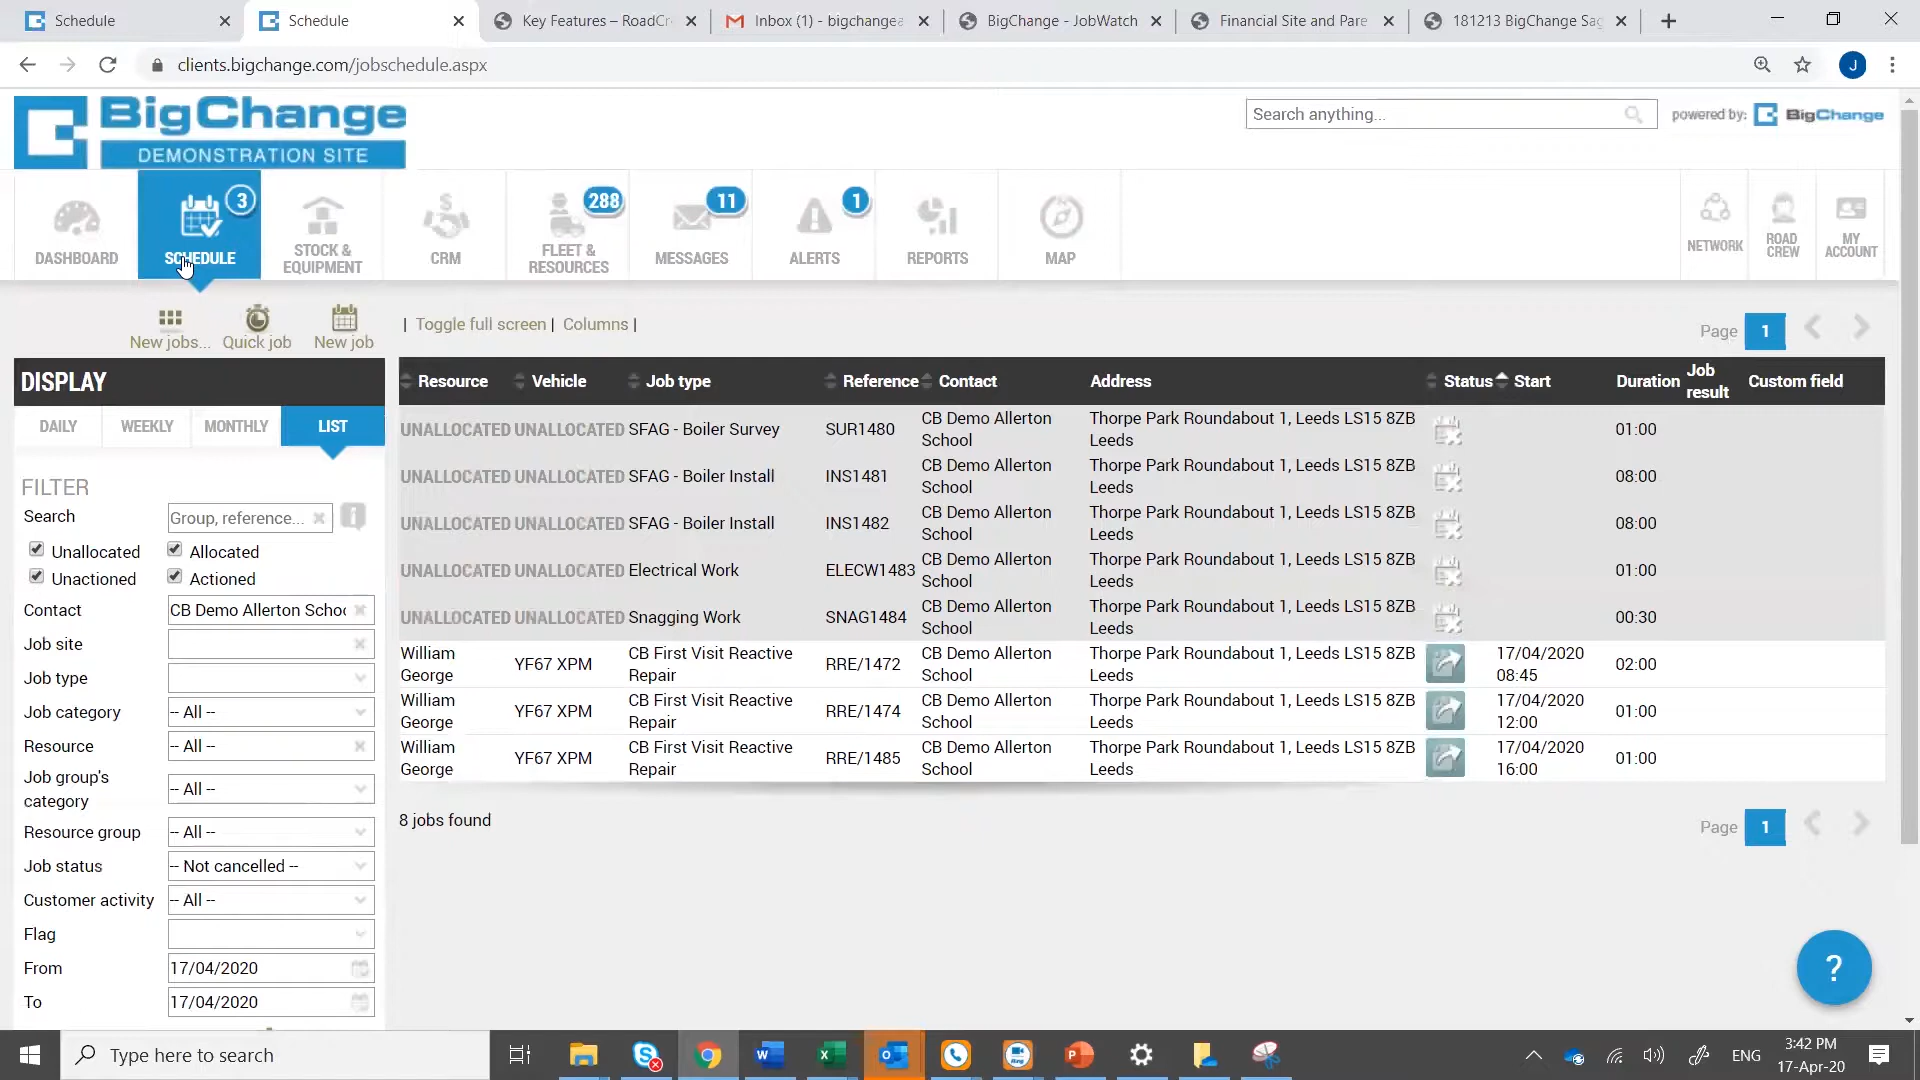 Schedule
Schedule
Key Features – RoadCr
Inbox (1) - bigchangea
BigChange - JobWatch
Financial Site and Pare
181213 BigChange Sag
clients.bigchange.com/jobschedule.aspx
J
BigChange
DEMONSTRATION SITE
Search anything...
powered by: BigChange
DASHBOARD
SCHEDULE
3
STOCK &
EQUIPMENT
CRM
FLEET &
RESOURCES
288
MESSAGES
11
ALERTS
1
REPORTS
MAP
NETWORK
ROAD
CREW
MY
ACCOUNT
New jobs...
Quick job
New job
| Toggle full screen | Columns |
Page 1
DISPLAY
DAILY WEEKLY MONTHLY LIST
FILTER
Search Group, reference...
Unallocated Allocated
Unactioned Actioned
Contact CB Demo Allerton Schoo
Job site
Job type
Job category -- All --
Resource -- All --
Job group's
category -- All --
Resource group -- All --
Job status -- Not cancelled --
Customer activity -- All --
Flag
From 17/04/2020
To 17/04/2020
Resource Vehicle Job type Reference Contact Address Status Start Duration Job
result Custom field
UNALLOCATED UNALLOCATED SFAG - Boiler Survey SUR1480 CB Demo Allerton
School Thorpe Park Roundabout 1, Leeds LS15 8ZB
Leeds 01:00
UNALLOCATED UNALLOCATED SFAG - Boiler Install INS1481 CB Demo Allerton
School Thorpe Park Roundabout 1, Leeds LS15 8ZB
Leeds 08:00
UNALLOCATED UNALLOCATED SFAG - Boiler Install INS1482 CB Demo Allerton
School Thorpe Park Roundabout 1, Leeds LS15 8ZB
Leeds 08:00
UNALLOCATED UNALLOCATED Electrical Work ELECW1483 CB Demo Allerton
School Thorpe Park Roundabout 1, Leeds LS15 8ZB
Leeds 01:00
UNALLOCATED UNALLOCATED Snagging Work SNAG1484 CB Demo Allerton
School Thorpe Park Roundabout 1, Leeds LS15 8ZB
Leeds 00:30
William
George YF67 XPM CB First Visit Reactive
Repair RRE/1472 CB Demo Allerton
School Thorpe Park Roundabout 1, Leeds LS15 8ZB
Leeds 17/04/2020
08:45 02:00
William
George YF67 XPM CB First Visit Reactive
Repair RRE/1474 CB Demo Allerton
School Thorpe Park Roundabout 1, Leeds LS15 8ZB
Leeds 17/04/2020
12:00 01:00
William
George YF67 XPM CB First Visit Reactive
Repair RRE/1485 CB Demo Allerton
School Thorpe Park Roundabout 1, Leeds LS15 8ZB
Leeds 17/04/2020
16:00 01:00
8 jobs found
Page 1
?
Type here to search
ENG
3:42 PM
17-Apr-20